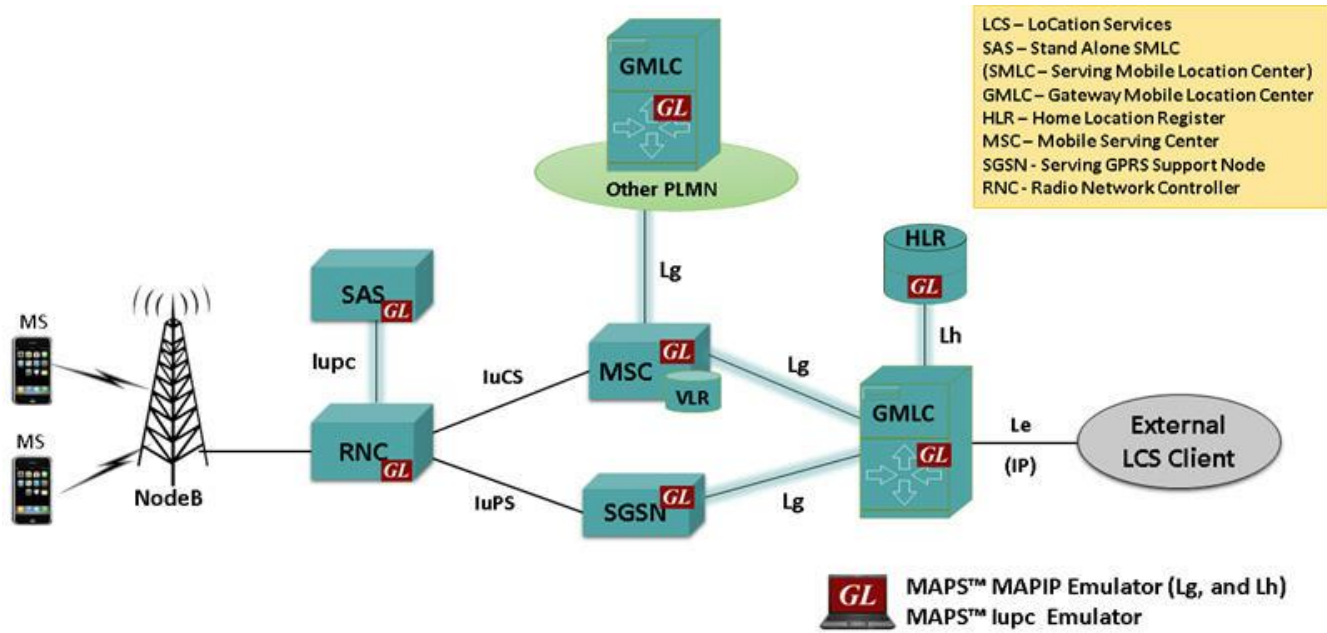 LCS – LoCation Services
SAS – Stand Alone SMLC
(SMLC – Serving Mobile Location Center)
GMLC – Gateway Mobile Location Center
HLR – Home Location Register
MSC – Mobile Serving Center
SGSN - Serving GPRS Support Node
RNC - Radio Network Controller
GMLC
GL
Other PLMN
Lg
HLR
GL
Lh
SAS
GL
Iupc
MS
MS
NodeB
RNC
GL
IuCS
IuPS
MSC
GL
VLR
SGSN
GL
Lg
Lg
GMLC
GL
Le
(IP)
External
LCS Client
GL
MAPS™ MAPIP Emulator (Lg, and Lh)
MAPS™ Iupc Emulator